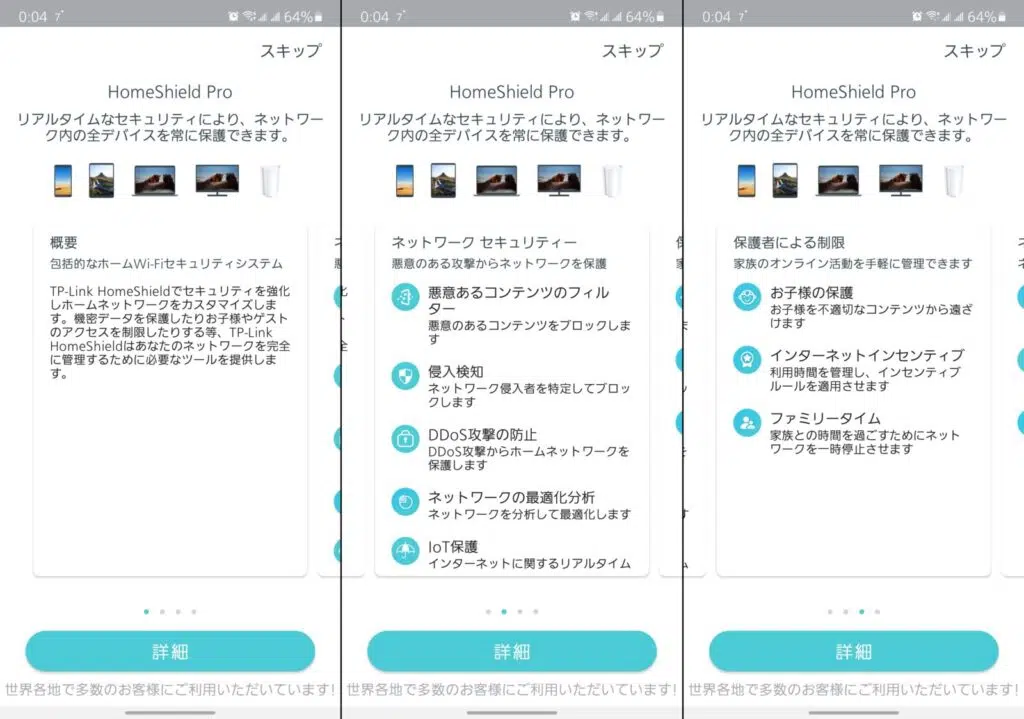 0:04 7°
64%
スキップ
HomeShield Pro
リアルタイムなセキュリティにより、ネットワー
ク内の全デバイスを常に保護できます。
概要
包括的なホームWi-Fiセキュリティシステム
TP-Link HomeShieldでセキュリティを強化
しホームネットワークをカスタマイズしま
す。機密データを保護したりお子様やゲスト
のアクセスを制限したりする等、TP-Link
HomeShieldはあなたのネットワークを完全
に管理するために必要なツールを提供しま
す。
詳細
世界各地で多数のお客様にご利用いただいています!
0:04 7°
64%
スキップ
HomeShield Pro
リアルタイムなセキュリティにより、ネットワー
ク内の全デバイスを常に保護できます。
ネットワーク セキュリティー
悪意のある攻撃からネットワークを保護
悪意あるコンテンツのフィル
ター
悪意のあるコンテンツをブロックしま
す
侵入検知
ネットワーク侵入者を特定してブロッ
クします
DDoS攻撃の防止
DDoS攻撃からホームネットワークを
保護します
ネットワークの最適化分析
ネットワークを分析して最適化します
IoT保護
インターネットに関するリアルタイム
詳細
世界各地で多数のお客様にご利用いただいています!
0:04 7°
64%
スキップ
HomeShield Pro
リアルタイムなセキュリティにより、ネットワー
ク内の全デバイスを常に保護できます。
保護者による制限
家族のオンライン活動を手軽に管理できます
お子様の保護
お子様を不適切なコンテンツから遠ざ
けます
インターネットインセンティブ
利用時間を管理し、インセンティブ
ルールを適用させます
ファミリータイム
家族との時間を過ごすためにネット
ワークを一時停止させます
詳細
世界各地で多数のお客様にご利用いただいています!